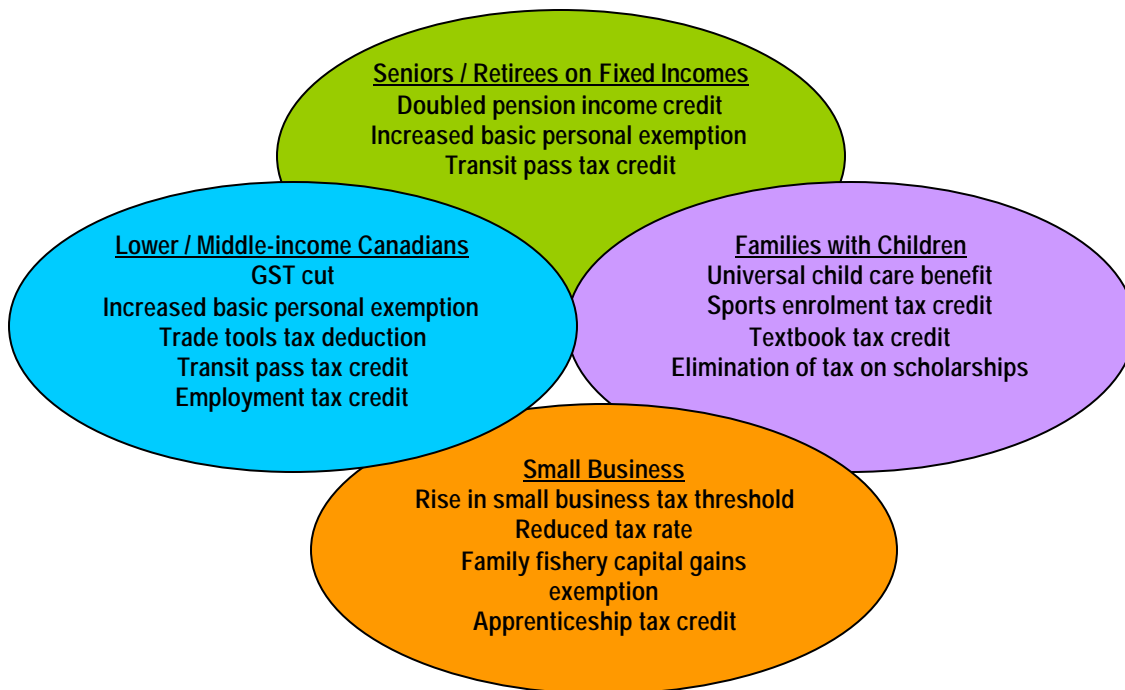 Seniors / Retirees on Fixed Incomes
Doubled pension income credit
Increased basic personal exemption
Transit pass tax credit
Lower / Middle-income Canadians
GST cut
Increased basic personal exemption
Trade tools tax deduction
Transit pass tax credit
Employment tax credit
Families with Children
Universal child care benefit
Sports enrolment tax credit
Textbook tax credit
Elimination of tax on scholarships
Small Business
Rise in small business tax threshold
Reduced tax rate
Family fishery capital gains
exemption
Apprenticeship tax credit